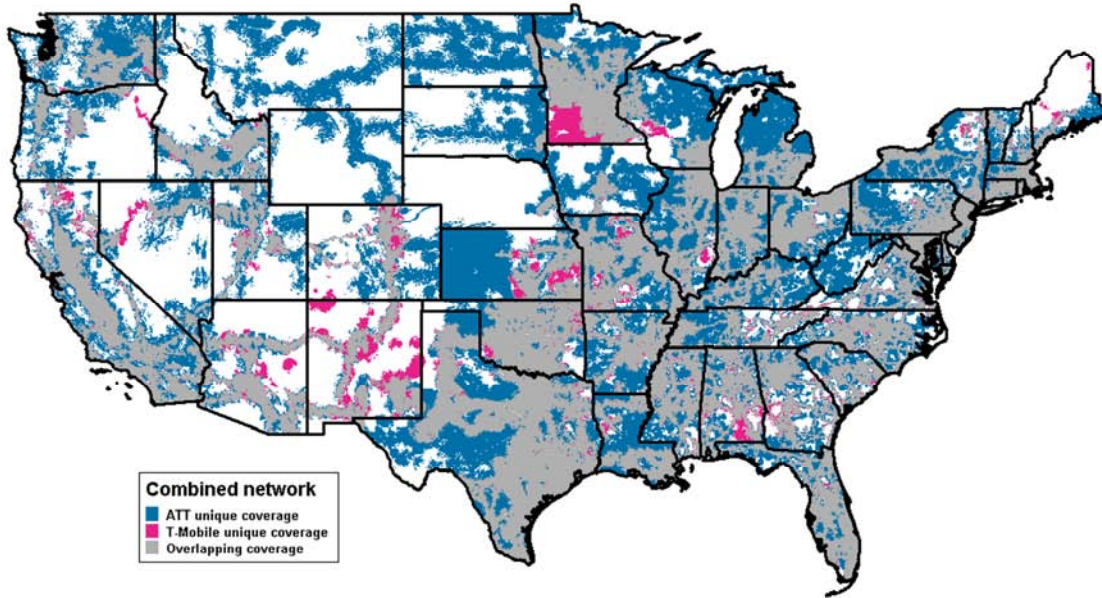 Combined network
ATT unique coverage
T-Mobile unique coverage
Overlapping coverage